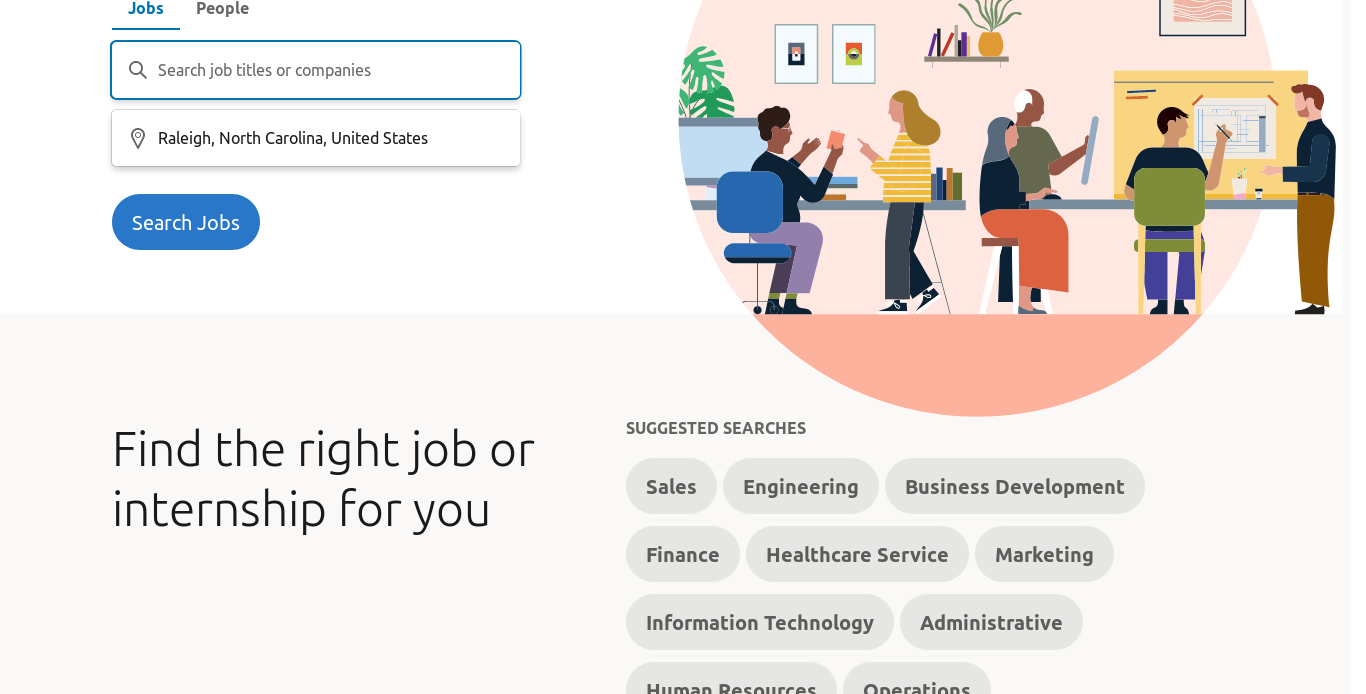 Jobs People
Search job titles or companies
Raleigh, North Carolina, United States
Search Jobs
Find the right job or
internship for you
SUGGESTED SEARCHES
Sales Engineering Business Development
Finance Healthcare Service Marketing
Information Technology Administrative
Human Resources Operations